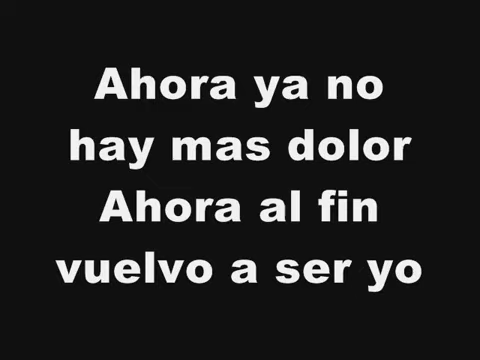 Ahora ya no
hay mas dolor
Ahora al fin
vuelvo a ser yo